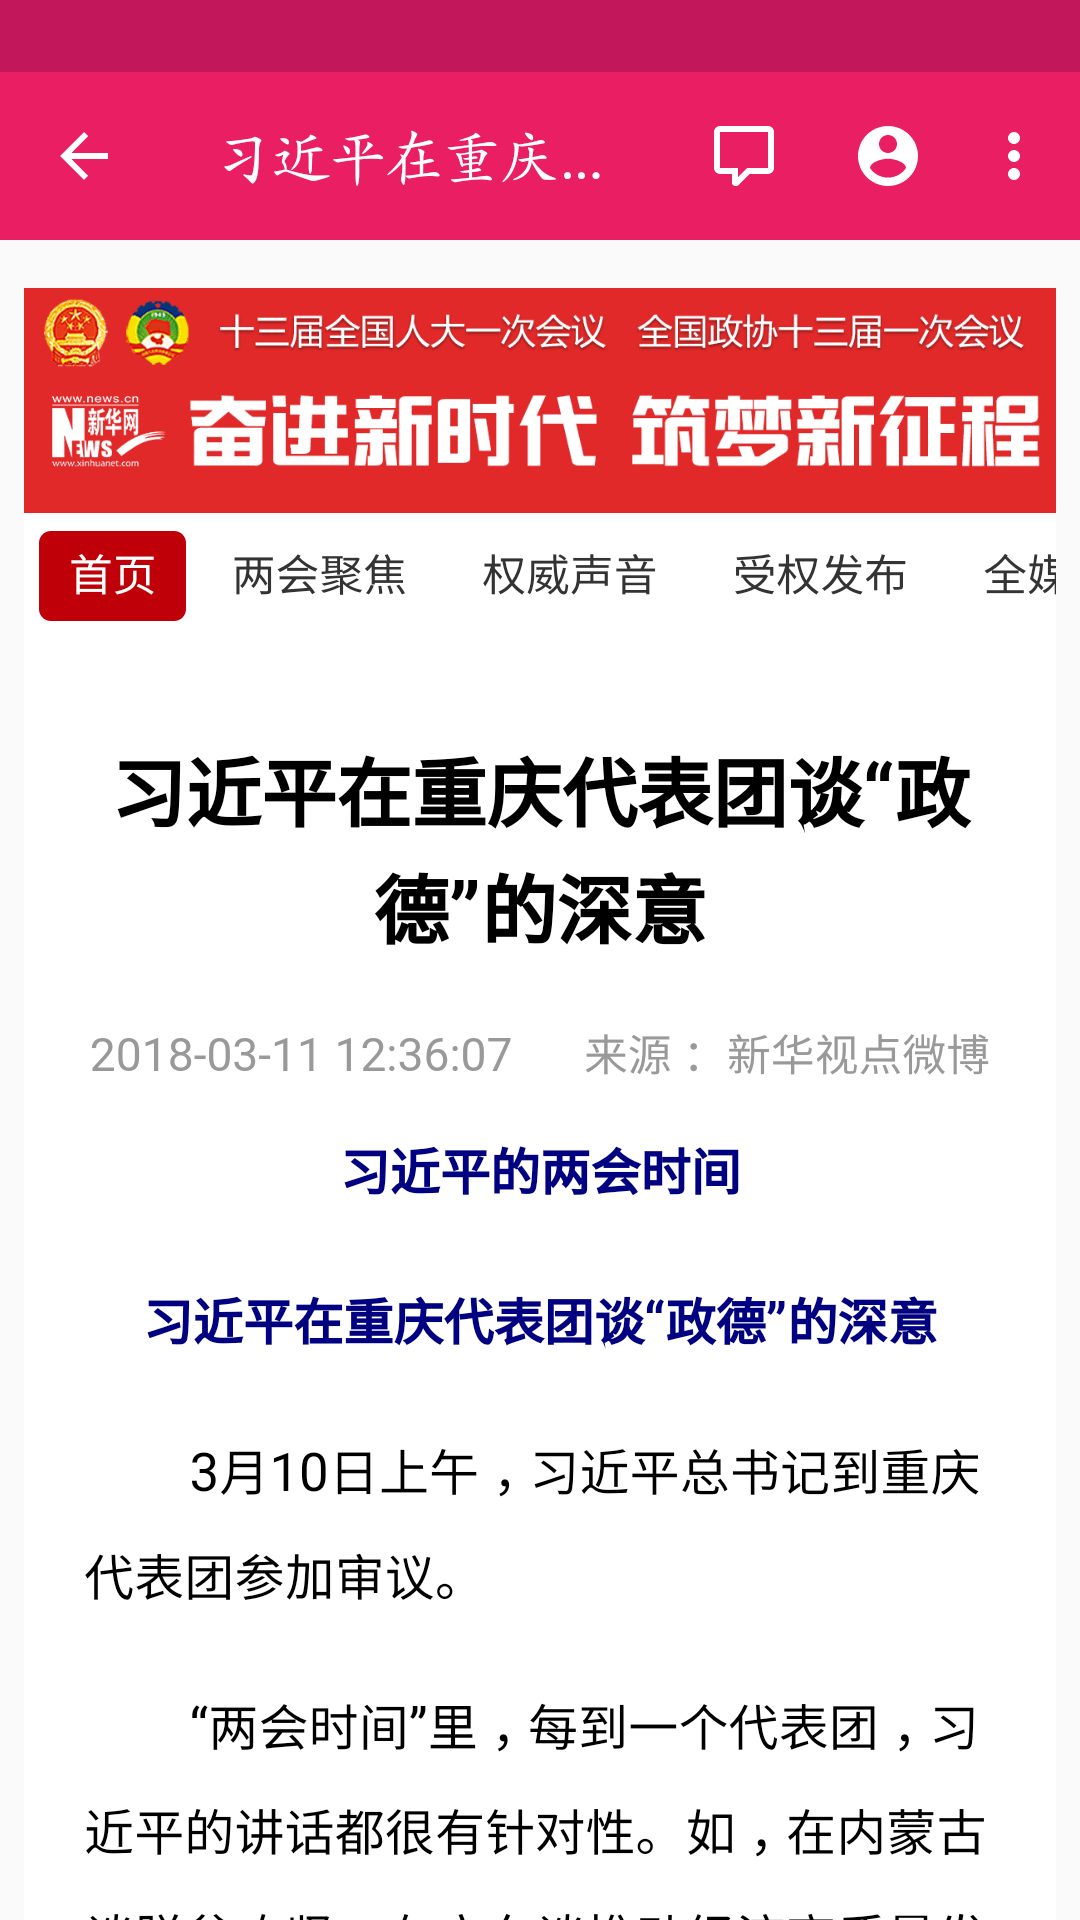 习近平在重庆...
十三届全国人大一次会议 全国政协十三届一次会议
www.news.cn
NEWS 新华网
www.xinhuanet.com
奋进新时代 筑梦新征程
首页 两会聚焦 权威声音 受权发布 全媒
习近平在重庆代表团谈“政
德”的深意
2018-03-11 12:36:07 来源：新华视点微博
习近平的两会时间
习近平在重庆代表团谈“政德”的深意
3月10日上午，习近平总书记到重庆
代表团参加审议。
“两会时间”里，每到一个代表团，习
近平的讲话都很有针对性。如，在内蒙古